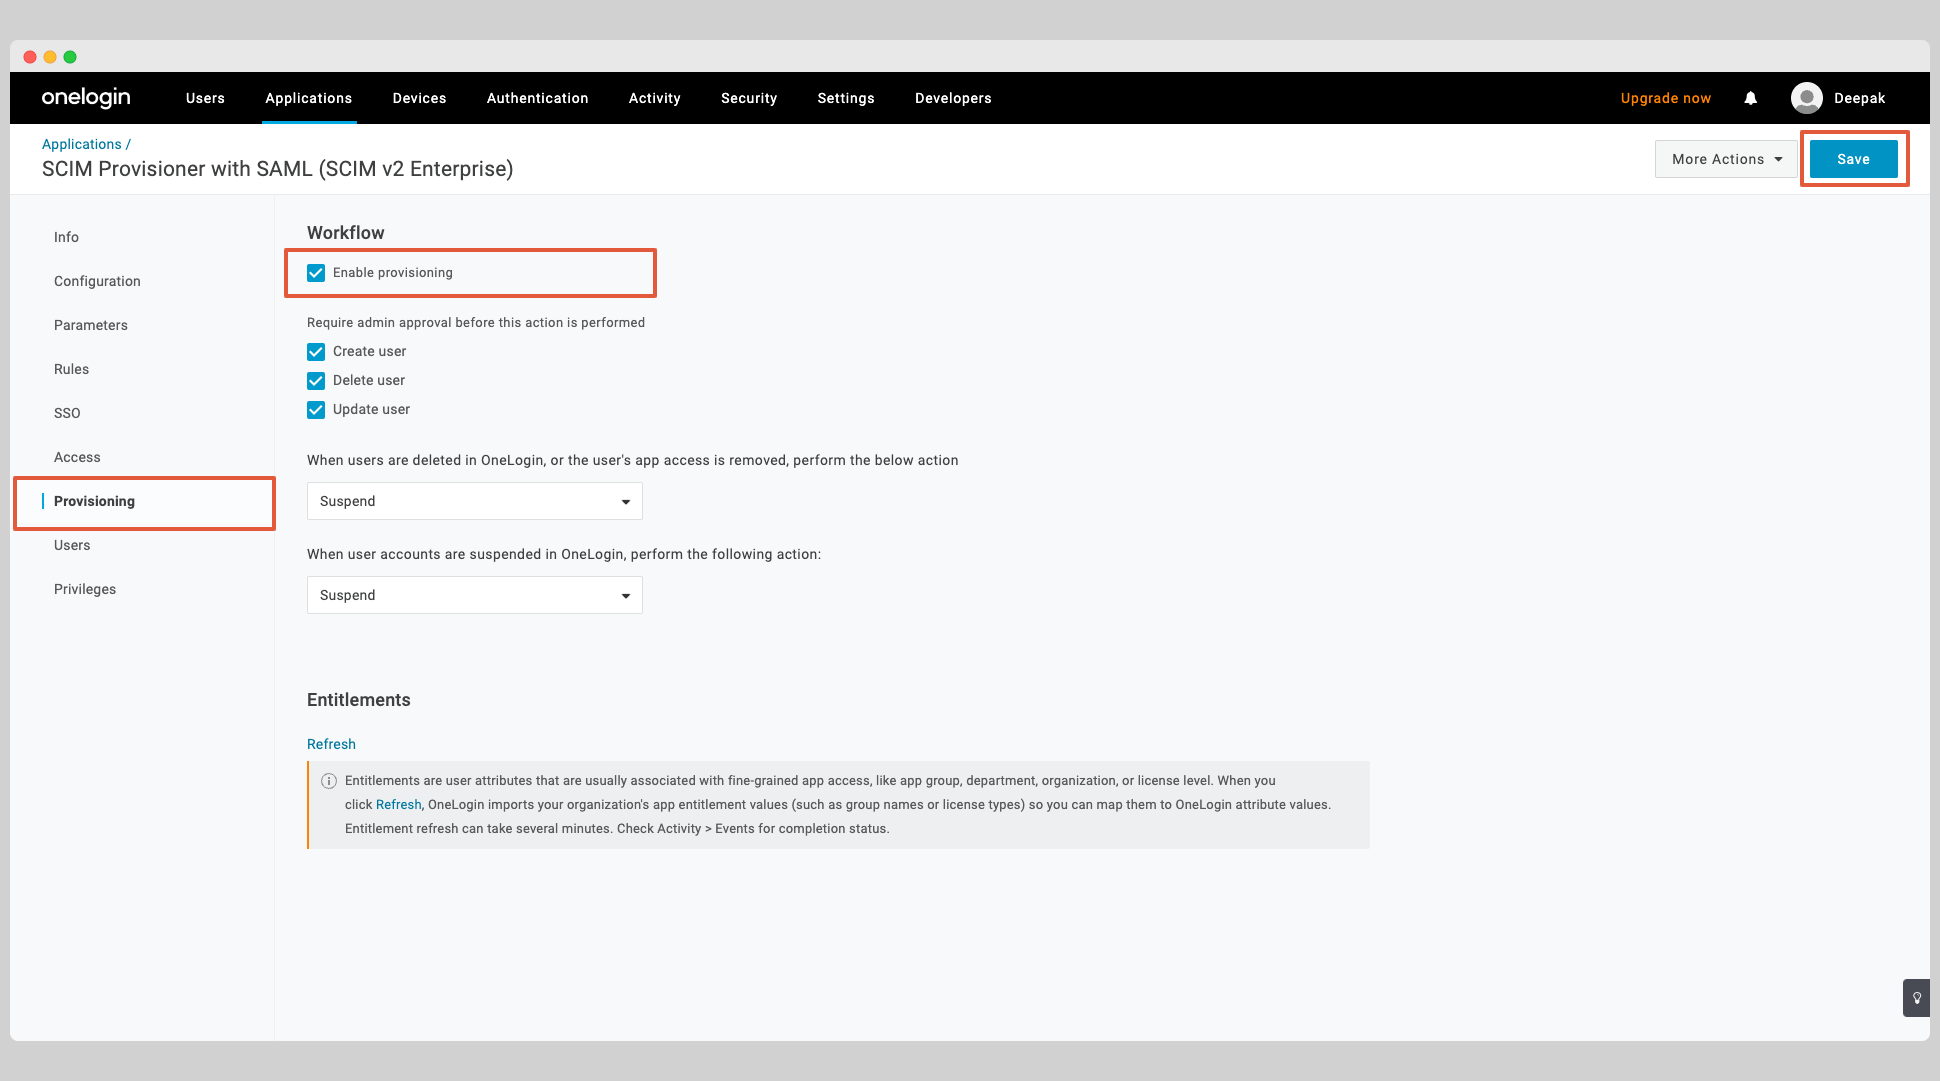 onelogin
Users
Applications
Devices
Authentication
Activity
Security
Settings
Developers
Upgrade now
Deepak
Applications /
SCIM Provisioner with SAML (SCIM v2 Enterprise)
More Actions
Save
Info
Configuration
Parameters
Rules
SSO
Access
Provisioning
Users
Privileges
Workflow
Enable provisioning
Require admin approval before this action is performed
Create user
Delete user
Update user
When users are deleted in OneLogin, or the user's app access is removed, perform the below action
Suspend
When user accounts are suspended in OneLogin, perform the following action:
Suspend
Entitlements
Refresh
Entitlements are user attributes that are usually associated with fine-grained app access, like app group, department, organization, or license level. When you
click Refresh, OneLogin imports your organization's app entitlement values (such as group names or license types) so you can map them to OneLogin attribute values.
Entitlement refresh can take several minutes. Check Activity > Events for completion status.